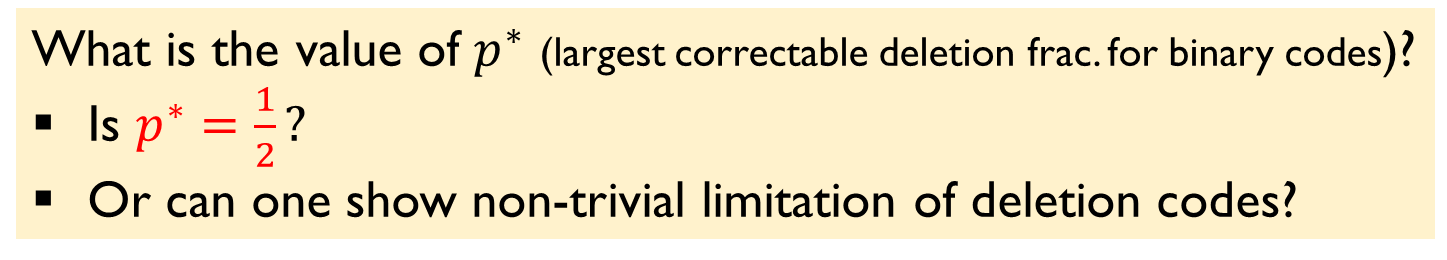 What is the value of p* (largest correctable deletion frac. for binary codes)?
▪ Is p* = 1/2?
▪ Or can one show non-trivial limitation of deletion codes?